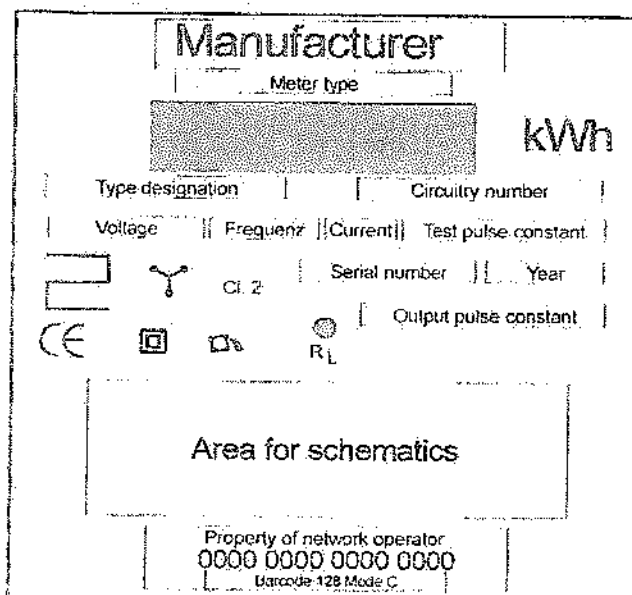 Manufacturer
Meter type
kWh
Type designation Circuitry number
Voltage Frequenz Current Test pulse constant
Cl. 2 Serial number Year
Output pulse constant
CE RL
Area for schematics
Property of network operator
0000 0000 0000 0000
Barcode 128 Mode C